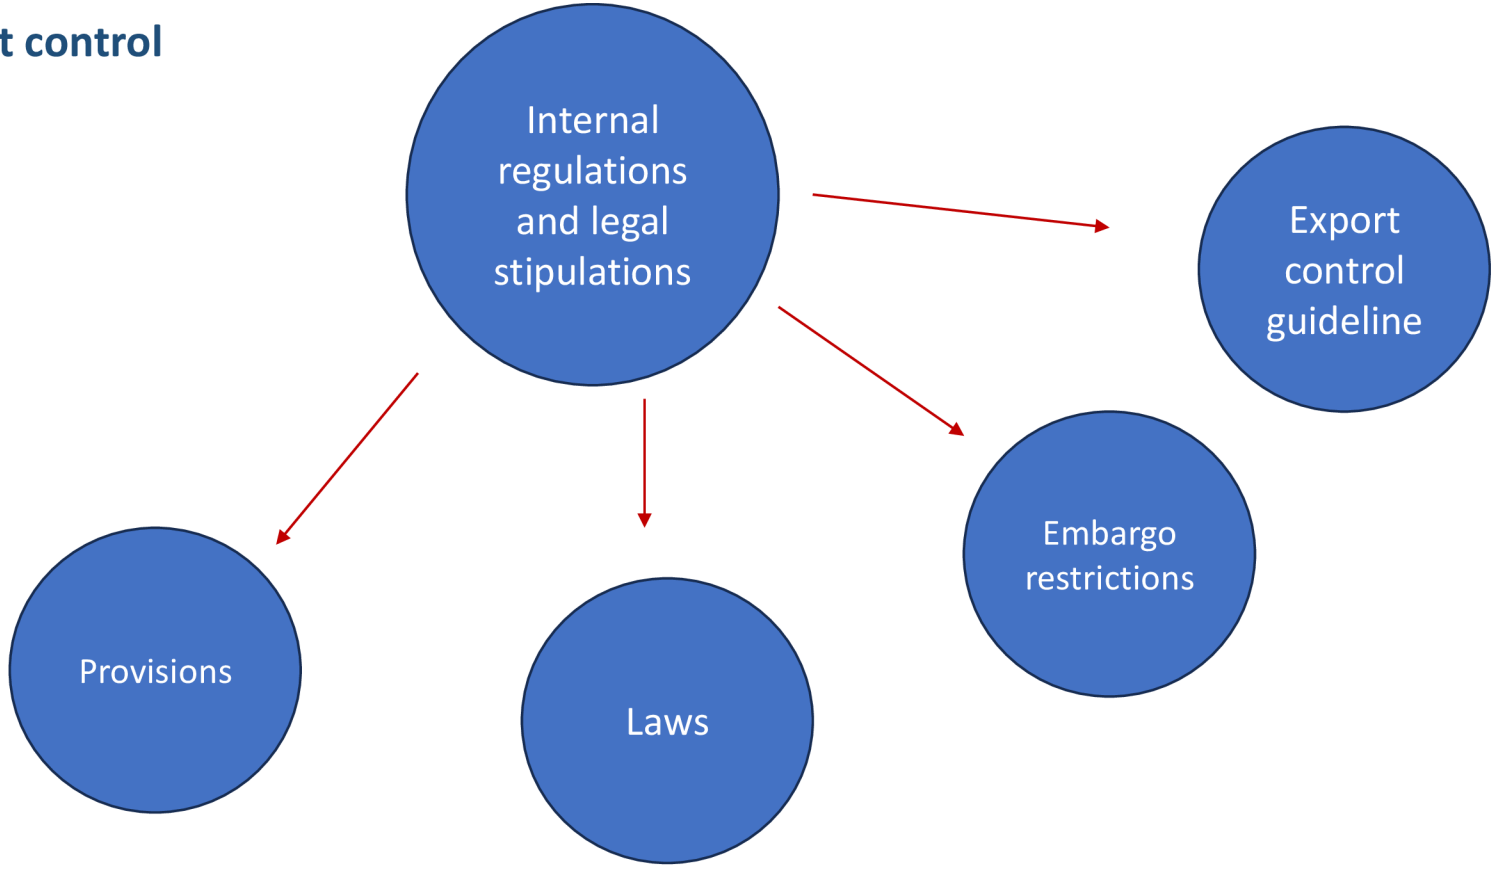 t control
Internal
regulations
and legal
stipulations
Export
control
guideline
Embargo
restrictions
Provisions
Laws